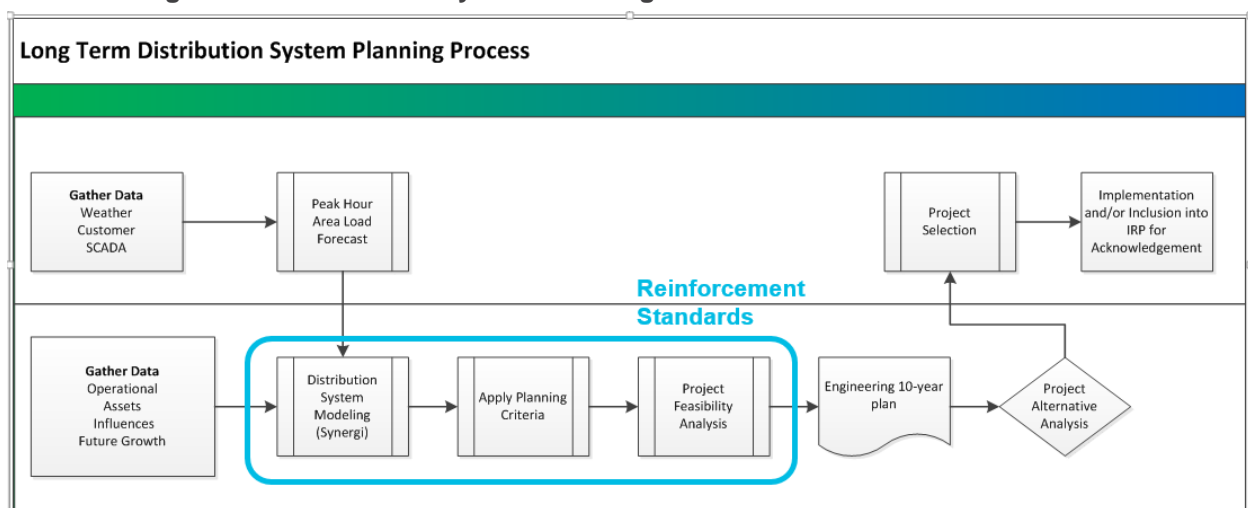 Long Term Distribution System Planning Process
Gather Data
Weather
Customer
SCADA
Peak Hour
Area Load
Forecast
Project
Selection
Implementation
and/or Inclusion into
IRP for
Acknowledgement
Reinforcement
Standards
Gather Data
Operational
Assets
Influences
Future Growth
Distribution
System
Modeling
(Synergi)
Apply Planning
Criteria
Project
Feasibility
Analysis
Engineering 10-year
plan
Project
Alternative
Analysis